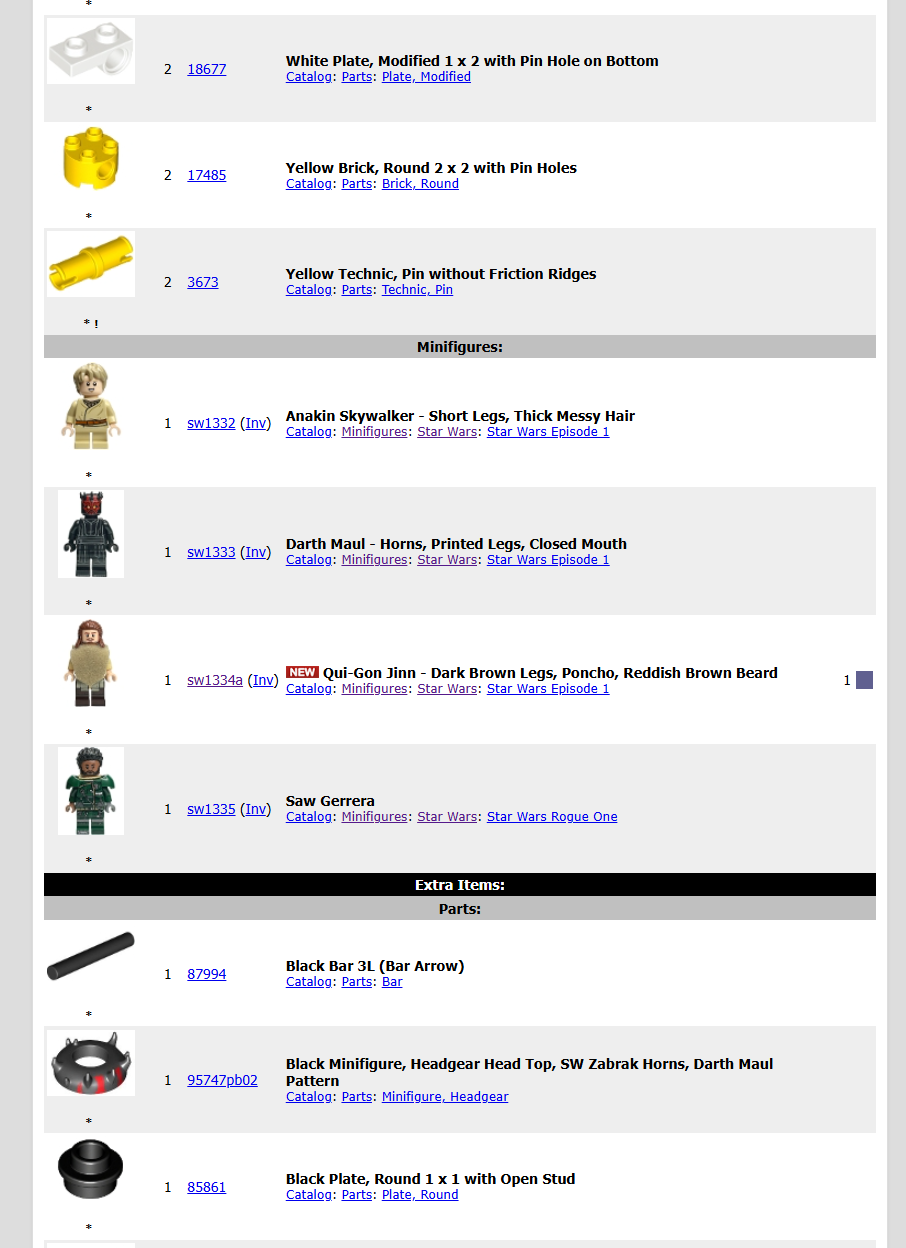 *
2 18677 White Plate, Modified 1 x 2 with Pin Hole on Bottom
Catalog: Parts: Plate, Modified
*
2 17485 Yellow Brick, Round 2 x 2 with Pin Holes
Catalog: Parts: Brick, Round
*
2 3673 Yellow Technic, Pin without Friction Ridges
Catalog: Parts: Technic, Pin
* !
Minifigures:
1 sw1332 (Inv) Anakin Skywalker - Short Legs, Thick Messy Hair
Catalog: Minifigures: Star Wars: Star Wars Episode 1
*
1 sw1333 (Inv) Darth Maul - Horns, Printed Legs, Closed Mouth
Catalog: Minifigures: Star Wars: Star Wars Episode 1
*
1 sw1334a (Inv) NEW Qui-Gon Jinn - Dark Brown Legs, Poncho, Reddish Brown Beard 1
Catalog: Minifigures: Star Wars: Star Wars Episode 1
*
1 sw1335 (Inv) Saw Gerrera
Catalog: Minifigures: Star Wars: Star Wars Rogue One
*
Extra Items:
Parts:
1 87994 Black Bar 3L (Bar Arrow)
Catalog: Parts: Bar
*
1 95747pb02 Black Minifigure, Headgear Head Top, SW Zabrak Horns, Darth Maul
Pattern
Catalog: Parts: Minifigure, Headgear
*
1 85861 Black Plate, Round 1 x 1 with Open Stud
Catalog: Parts: Plate, Round
*